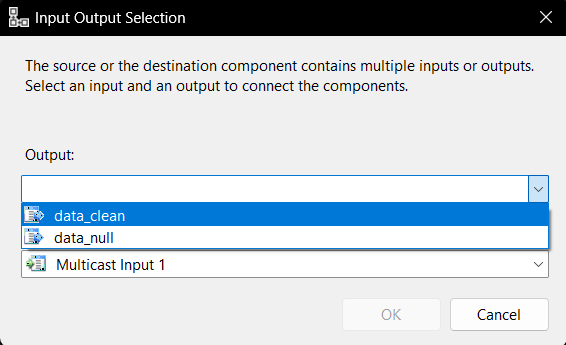 Input Output Selection
The source or the destination component contains multiple inputs or outputs.
Select an input and an output to connect the components.
Output:
data_clean
data_null
Multicast Input 1
OK
Cancel